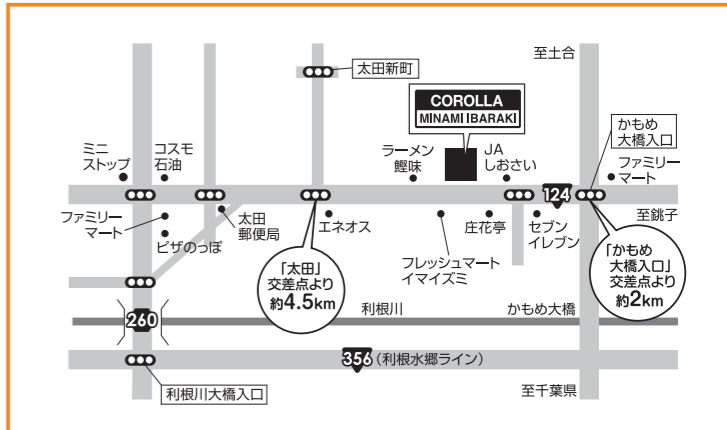 至土合
太田新町
COROLLA
MINAMI IBARAKI
かもめ
大橋入口
ミニ
ストップ
コスモ
石油
ラーメン
鰹味
JA
しおさい
ファミリー
マート
124
至銚子
ファミリー
マート
ピザのっぽ
太田
郵便局
エネオス
フレッシュマート
イマイズミ
庄花亭
セブン
イレブン
「太田」
交差点より
約4.5km
「かもめ
大橋入口」
交差点より
約2km
260
利根川
かもめ大橋
356
(利根水郷ライン)
利根川大橋入口
至千葉県